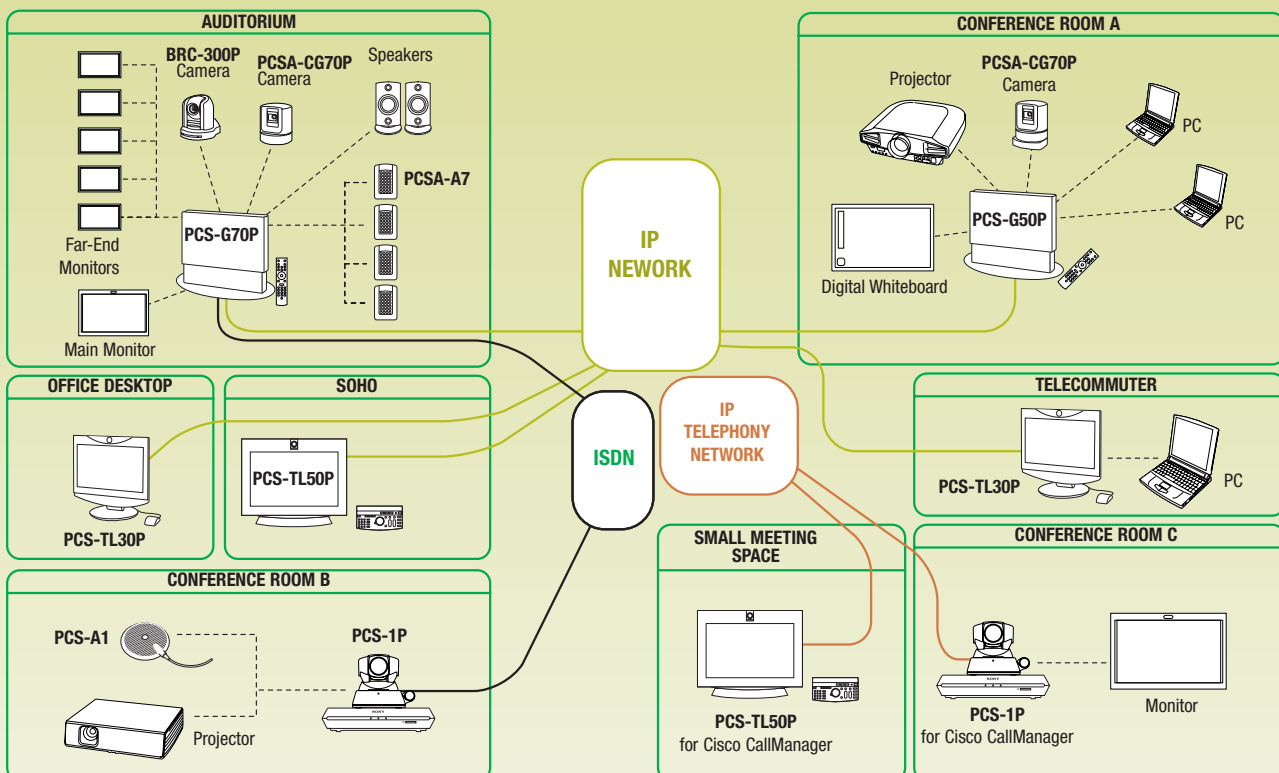 AUDITORIUM
BRC-300P
Camera
PCSA-CG70P
Camera
Speakers
PCSA-A7
PCS-G70P
Far-End
Monitors
Main Monitor
CONFERENCE ROOM A
Projector
PCSA-CG70P
Camera
PC
PC
PCS-G50P
Digital Whiteboard
IP
NEWORK
OFFICE DESKTOP
PCS-TL30P
SOHO
PCS-TL50P
ISDN
IP
TELEPHONY
NETWORK
TELECOMMUTER
PCS-TL30P
PC
CONFERENCE ROOM B
PCS-A1
PCS-1P
SONY
Projector
SMALL MEETING
SPACE
PCS-TL50P
for Cisco CallManager
CONFERENCE ROOM C
SONY
PCS-1P
for Cisco CallManager
Monitor